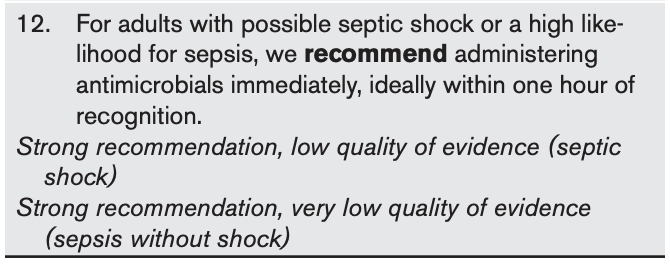 12. For adults with possible septic shock or a high like-
lihood for sepsis, we recommend administering
antimicrobials immediately, ideally within one hour of
recognition.
Strong recommendation, low quality of evidence (septic
shock)
Strong recommendation, very low quality of evidence
(sepsis without shock)